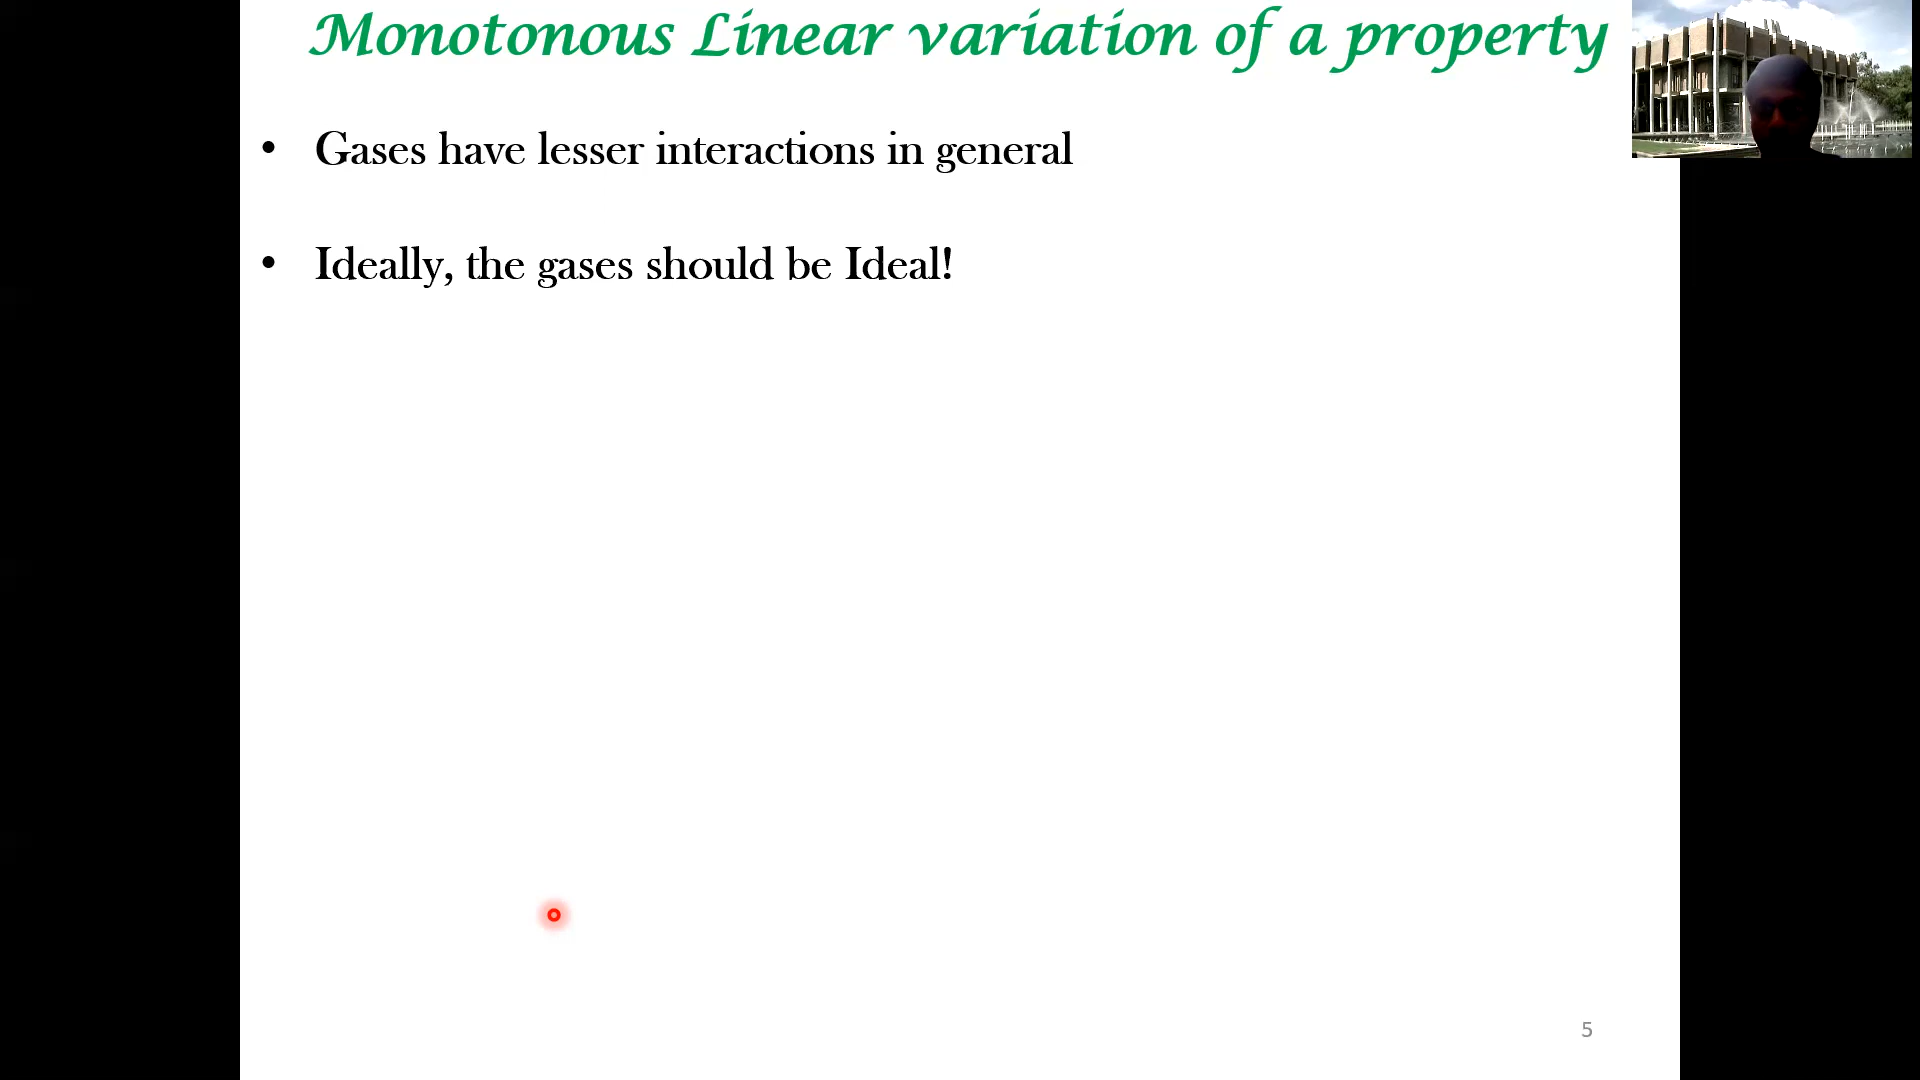 Monotonous Linear variation of a property
• Gases have lesser interactions in general
• Ideally, the gases should be Ideal!
5